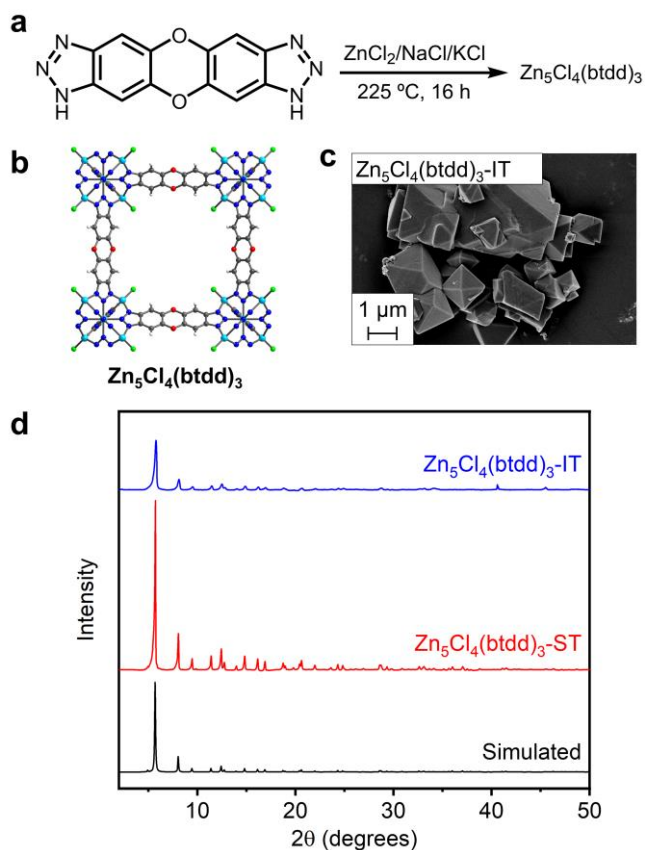 a
O
N
N
N
H
O
N
N
N
H
ZnCl₂/NaCl/KCl
225 ºC, 16 h
Zn₅Cl₄(btdd)₃
b
Zn₅Cl₄(btdd)₃
c
Zn₅Cl₄(btdd)₃-IT
1 µm
d
Zn₅Cl₄(btdd)₃-IT
Zn₅Cl₄(btdd)₃-ST
Simulated
Intensity
10 20 30 40 50
2θ (degrees)